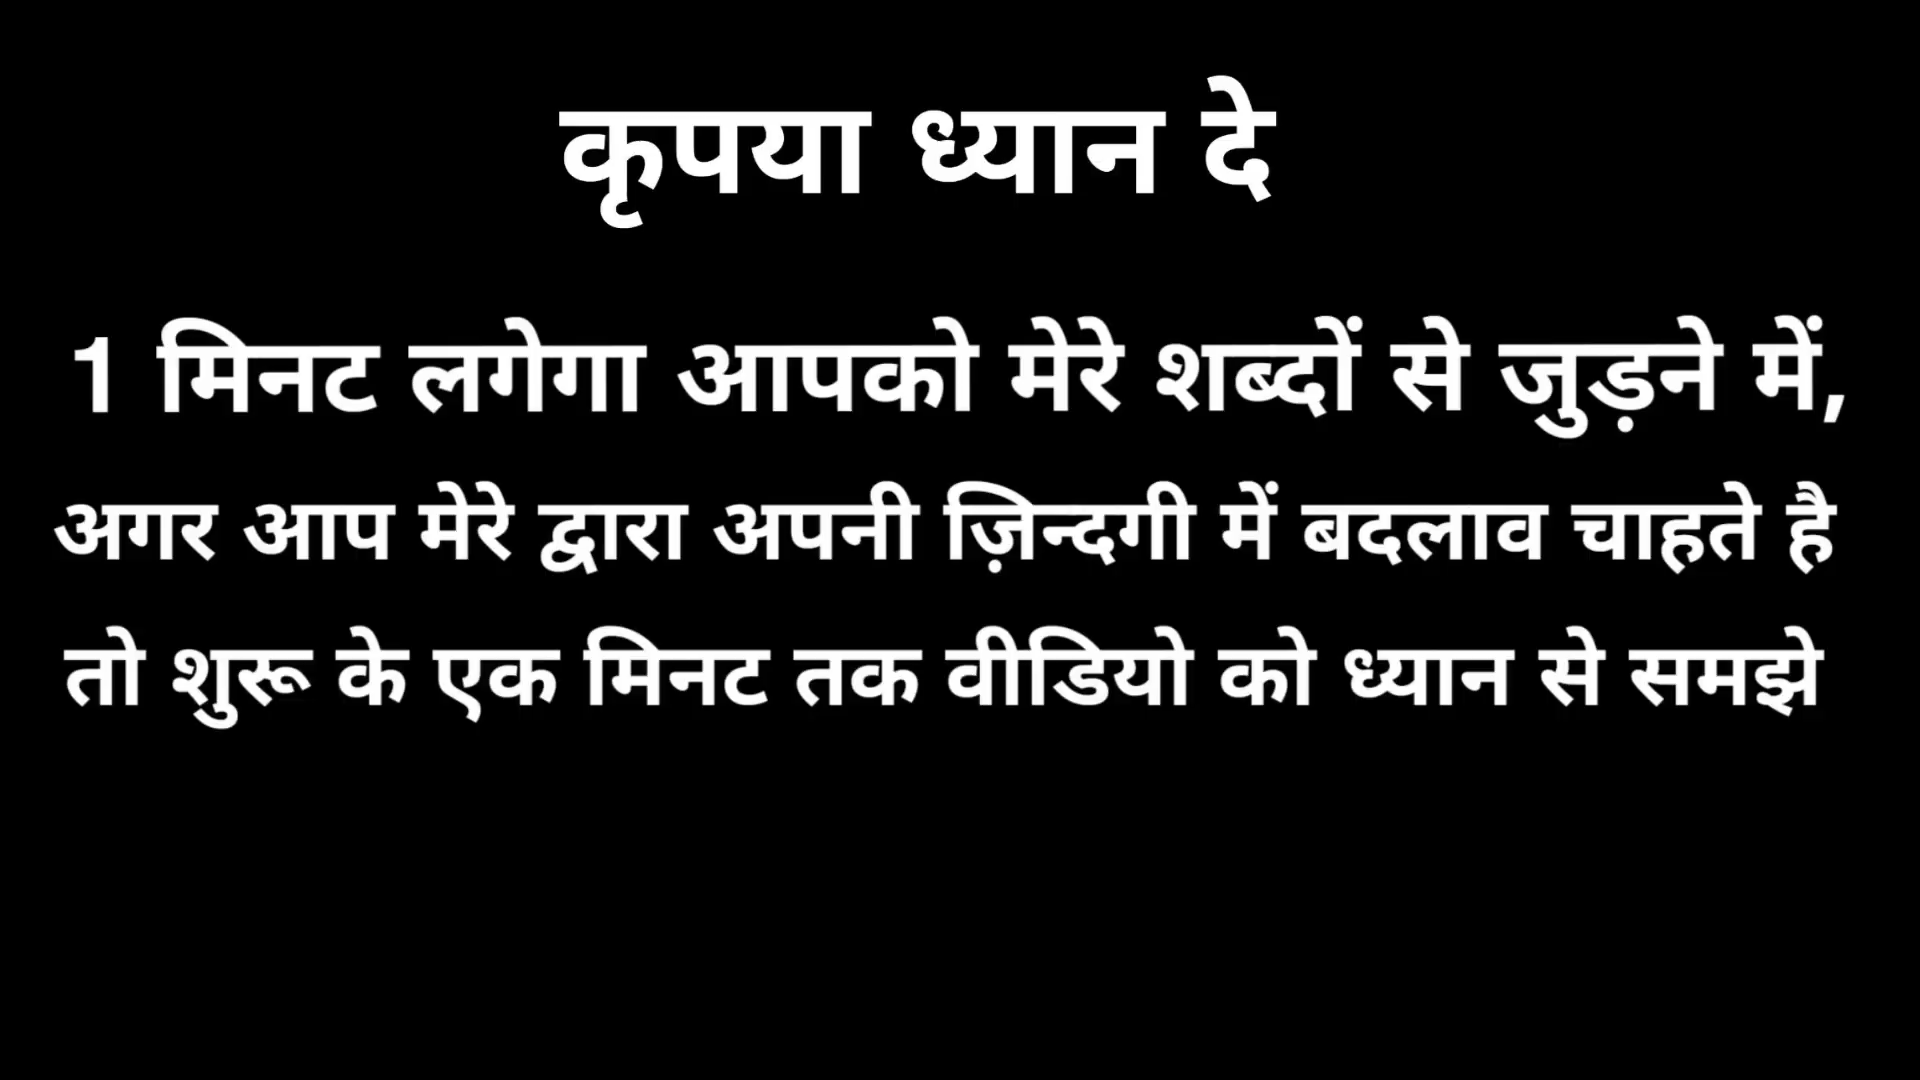 कृपया ध्यान दे
1 मिनट लगेगा आपको मेरे शब्दों से जुड़ने में,
अगर आप मेरे द्वारा अपनी ज़िन्दगी में बदलाव चाहते है
तो शुरू के एक मिनट तक वीडियो को ध्यान से समझे